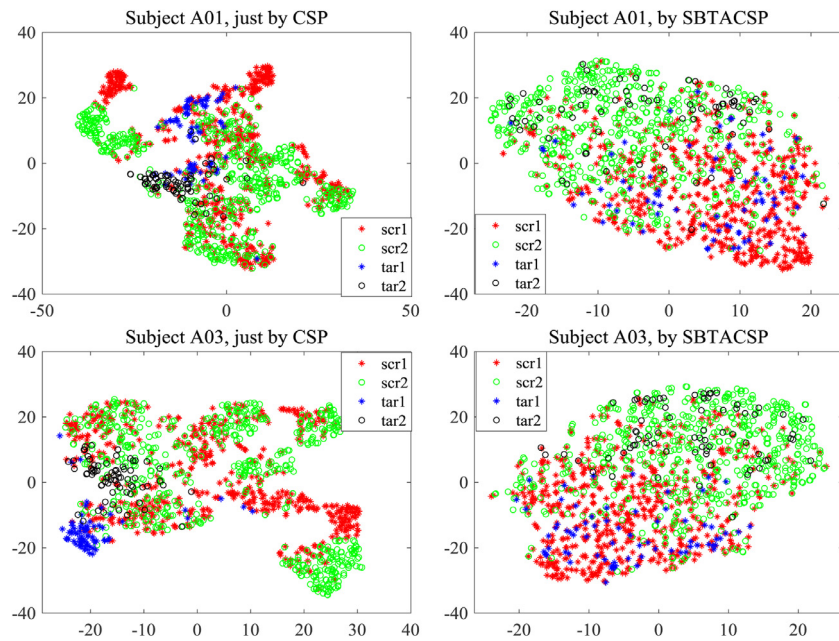 Subject A01, just by CSP
40
20
0
-20
-40
-50
0
50
scr1
scr2
tar1
tar2
Subject A01, by SBTACSP
40
20
0
-20
-40
-20
-10
0
10
20
scr1
scr2
tar1
tar2
Subject A03, just by CSP
40
20
0
-20
-40
-20
-10
0
10
20
30
40
scr1
scr2
tar1
tar2
Subject A03, by SBTACSP
40
20
0
-20
-40
-20
-10
0
10
20
scr1
scr2
tar1
tar2